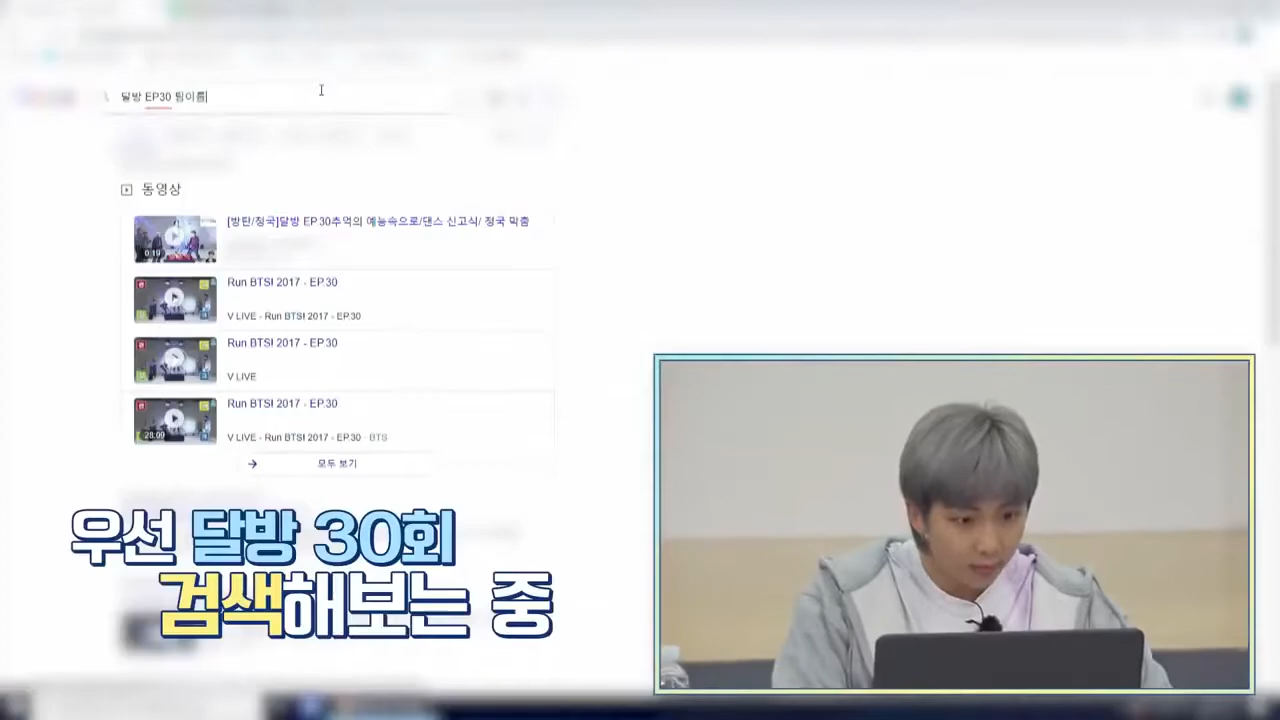 달방 EP30 팀이름
동영상
[방탄/정국]달방 EP.30추억의 예능속으로/댄스 신고식/ 정국 막춤
0:19
Run BTS! 2017 - EP.30
V LIVE - Run BTS! 2017 - EP.30
Run BTS! 2017 - EP.30
V LIVE
Run BTS! 2017 - EP.30
28:09
V LIVE - Run BTS! 2017 - EP.30 · BTS
모두 보기
우선 달방 30회
검색해보는 중